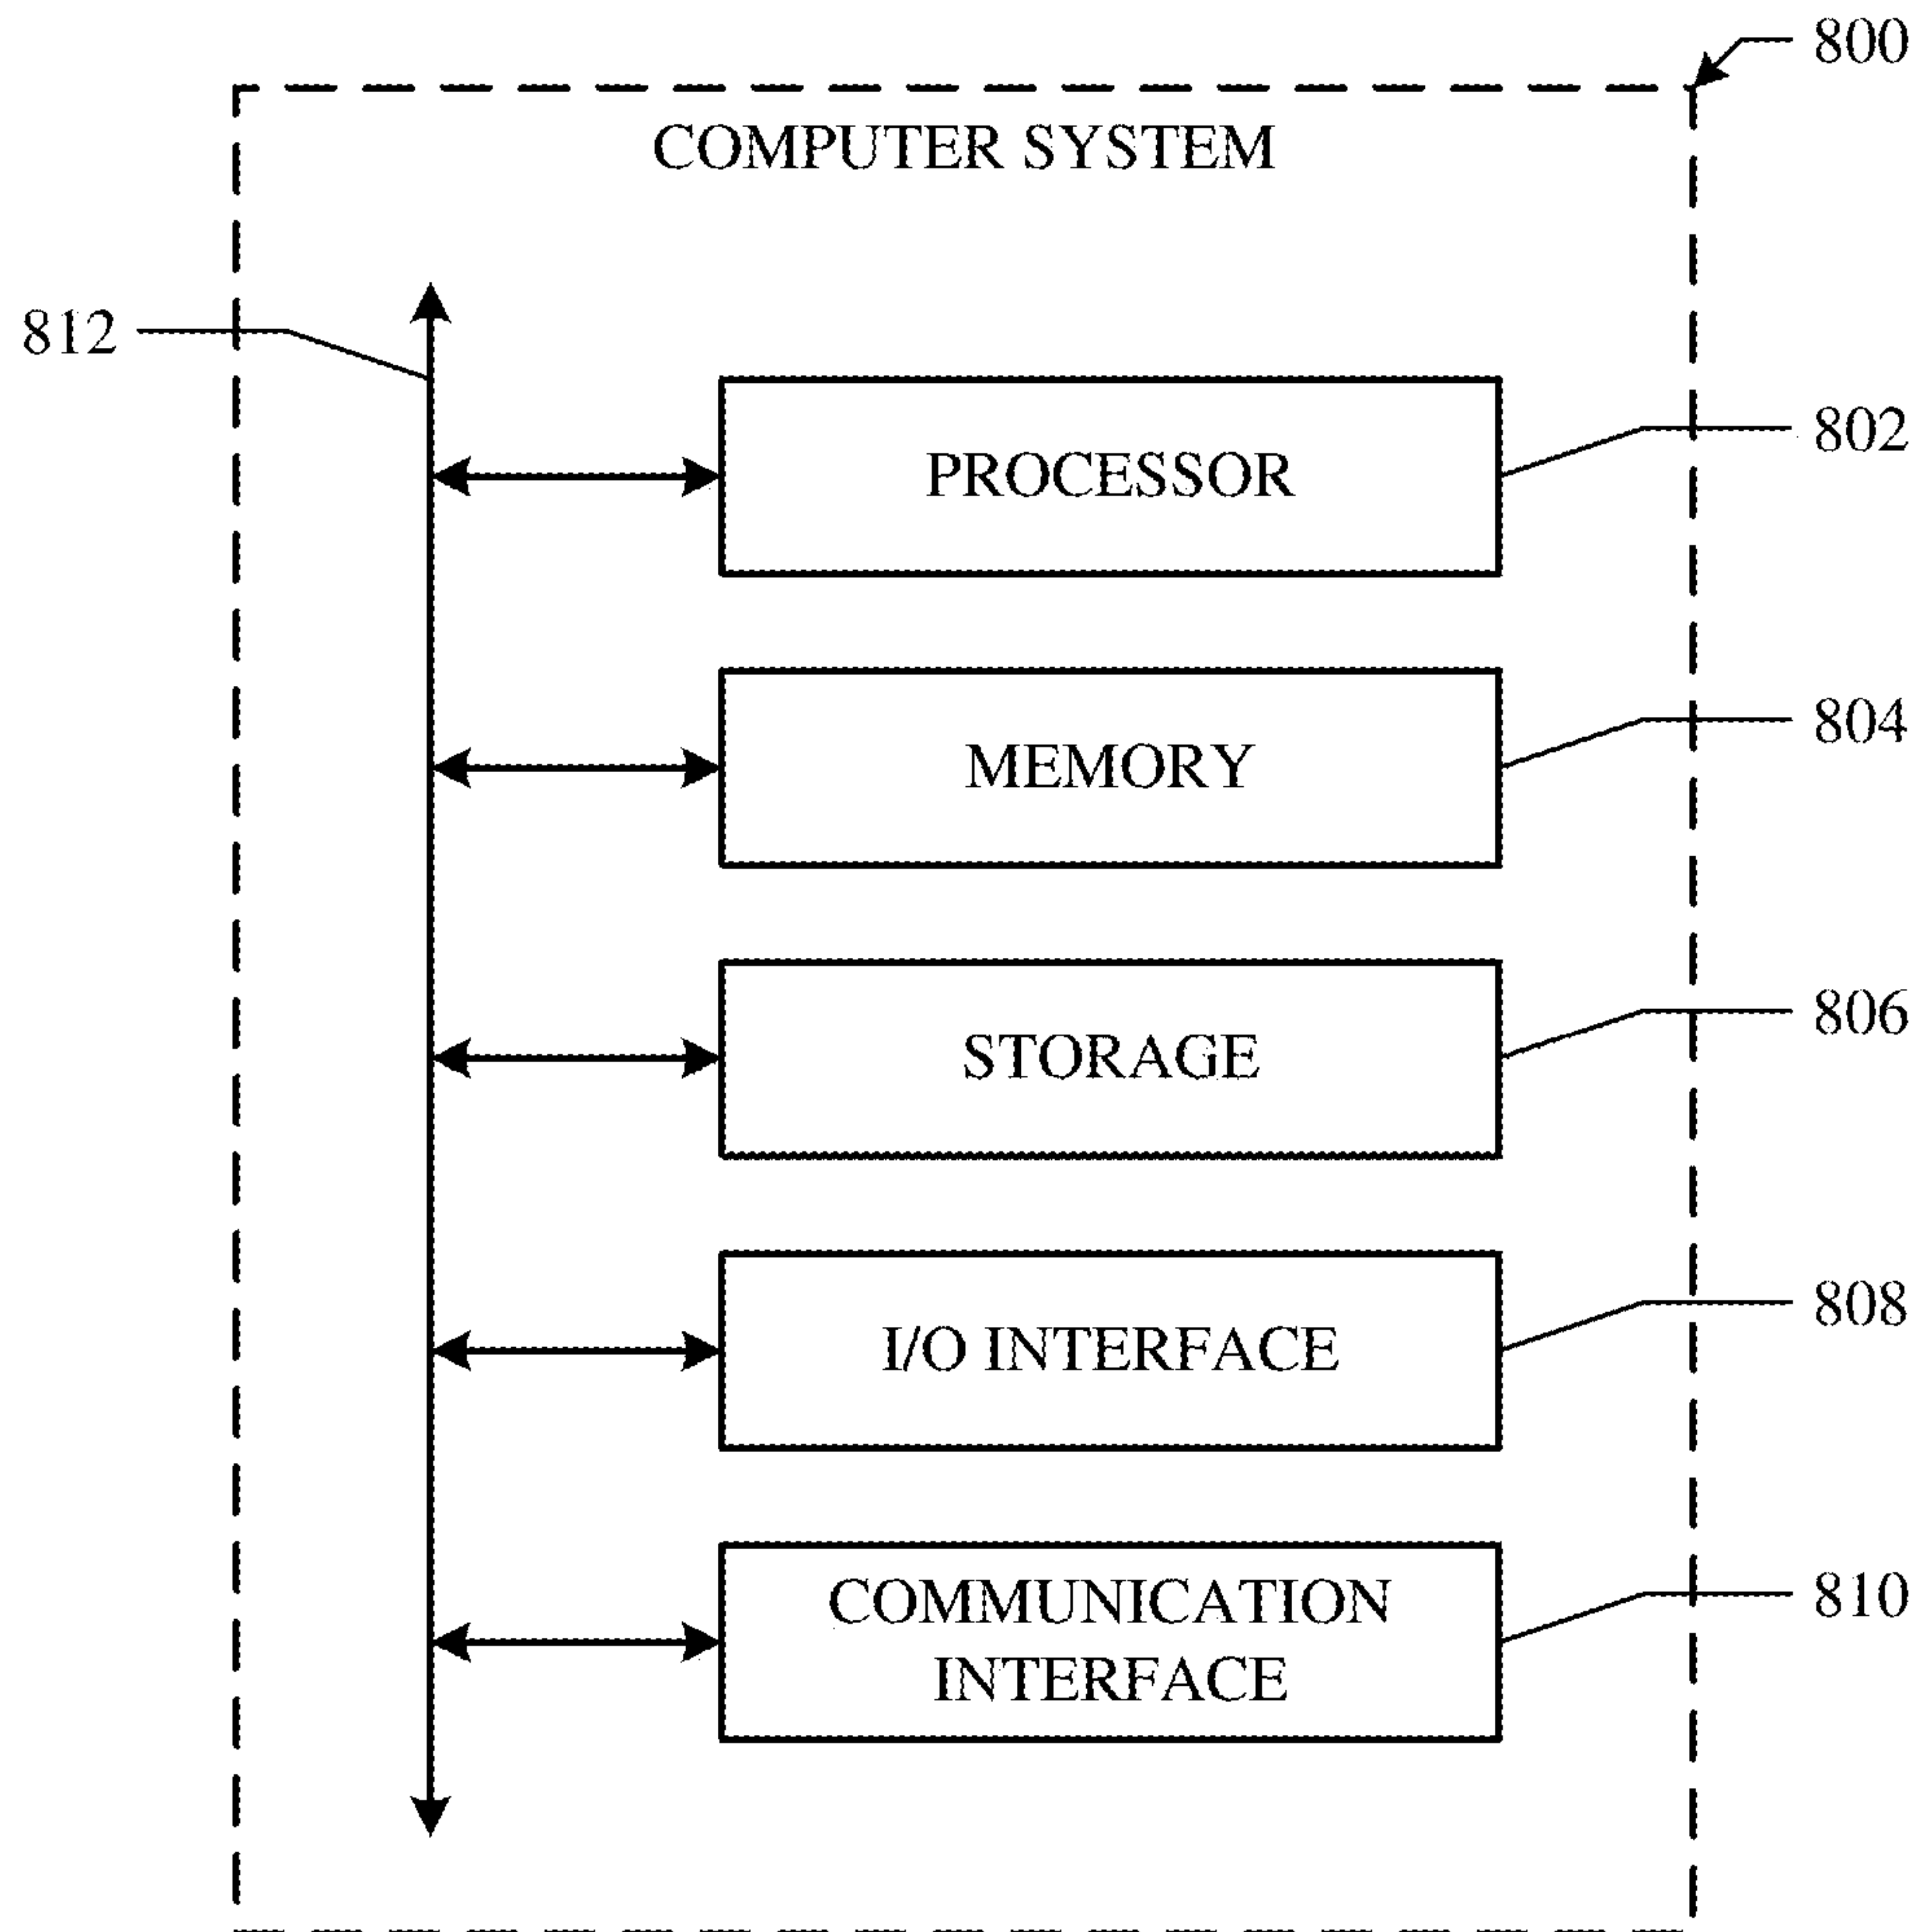 800
COMPUTER SYSTEM
812
802
PROCESSOR
804
MEMORY
806
STORAGE
808
I/O INTERFACE
810
COMMUNICATION
INTERFACE